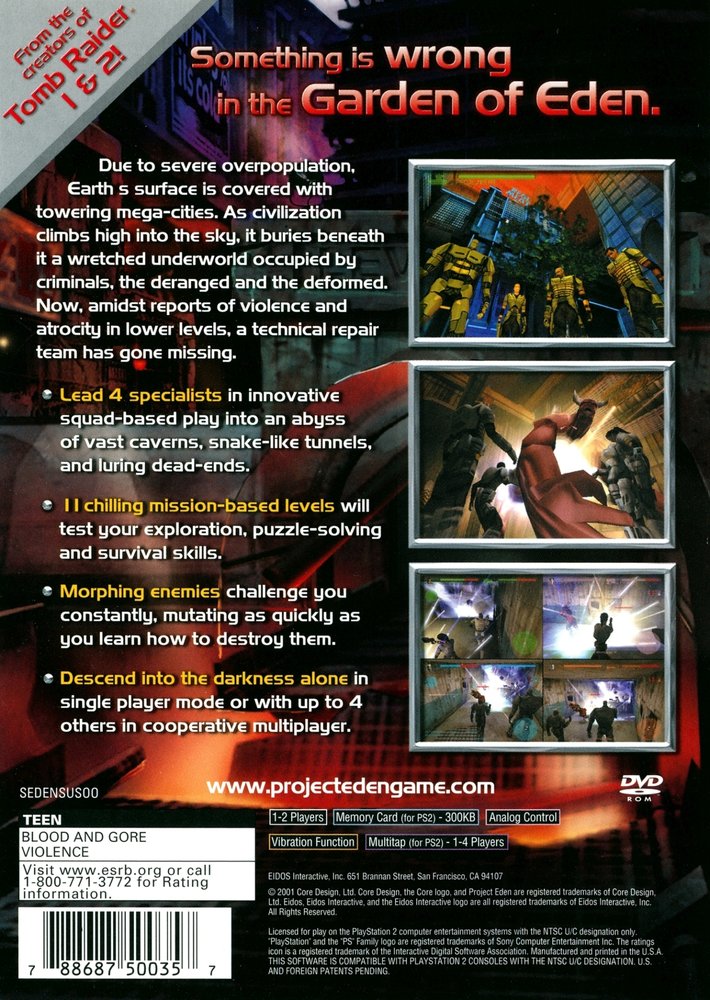 From the
creators of
Tomb Raider
1 & 2!
Something is wrong
in the Garden of Eden.
Due to severe overpopulation,
Earth s surface is covered with
towering mega-cities. As civilization
climbs high into the sky, it buries beneath
it a wretched underworld occupied by
criminals, the deranged and the deformed.
Now, amidst reports of violence and
atrocity in lower levels, a technical repair
team has gone missing.
Lead 4 specialists in innovative
squad-based play into an abyss
of vast caverns, snake-like tunnels,
and luring dead-ends.
11 chilling mission-based levels will
test your exploration, puzzle-solving
and survival skills.
Morphing enemies challenge you
constantly, mutating as quickly as
you learn how to destroy them.
Descend into the darkness alone in
single player mode or with up to 4
others in cooperative multiplayer.
www.projectedengame.com
DVD
ROM
SEDENSUS00
TEEN
BLOOD AND GORE
VIOLENCE
Visit www.esrb.org or call
1-800-771-3772 for Rating
information.
7 88687 50035 7
1-2 Players Memory Card (for PS2) - 300KB Analog Control
Vibration Function Multitap (for PS2) - 1-4 Players
EIDOS Interactive, Inc. 651 Brannan Street, San Francisco, CA 94107
© 2001 Core Design, Ltd. Core Design, the Core logo, and Project Eden are registered trademarks of Core Design,
Ltd. Eidos, Eidos Interactive, and the Eidos Interactive logo are all registered trademarks of Eidos Interactive, Inc.
All Rights Reserved.
Licensed for play on the PlayStation 2 computer entertainment systems with the NTSC U/C designation only.
"PlayStation" and the "PS" Family logo are registered trademarks of Sony Computer Entertainment Inc. The ratings
icon is a registered trademark of the Interactive Digital Software Association. Manufactured and printed in the U.S.A.
THIS SOFTWARE IS COMPATIBLE WITH PLAYSTATION 2 CONSOLES WITH THE NTSC U/C DESIGNATION. U.S.
AND FOREIGN PATENTS PENDING.